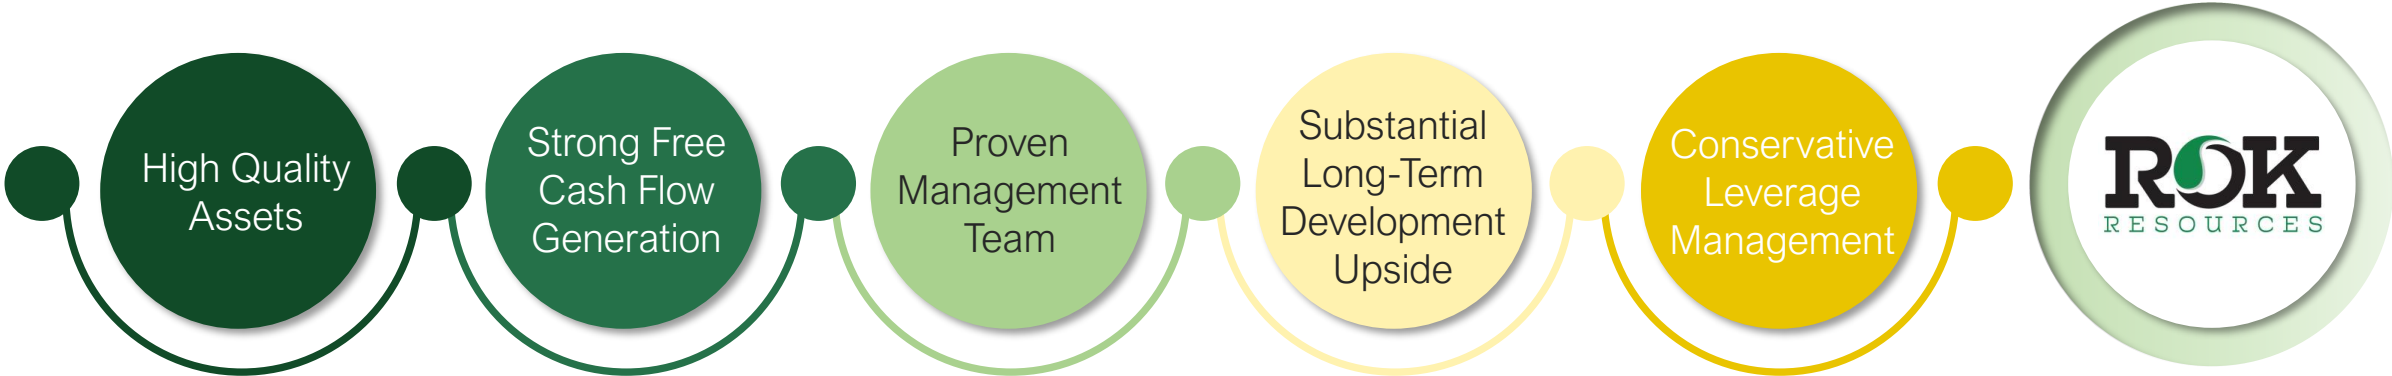 High Quality
Assets
Strong Free
Cash Flow
Generation
Proven
Management
Team
Substantial
Long-Term
Development
Upside
Conservative
Leverage
Management
ROK
RESOURCES